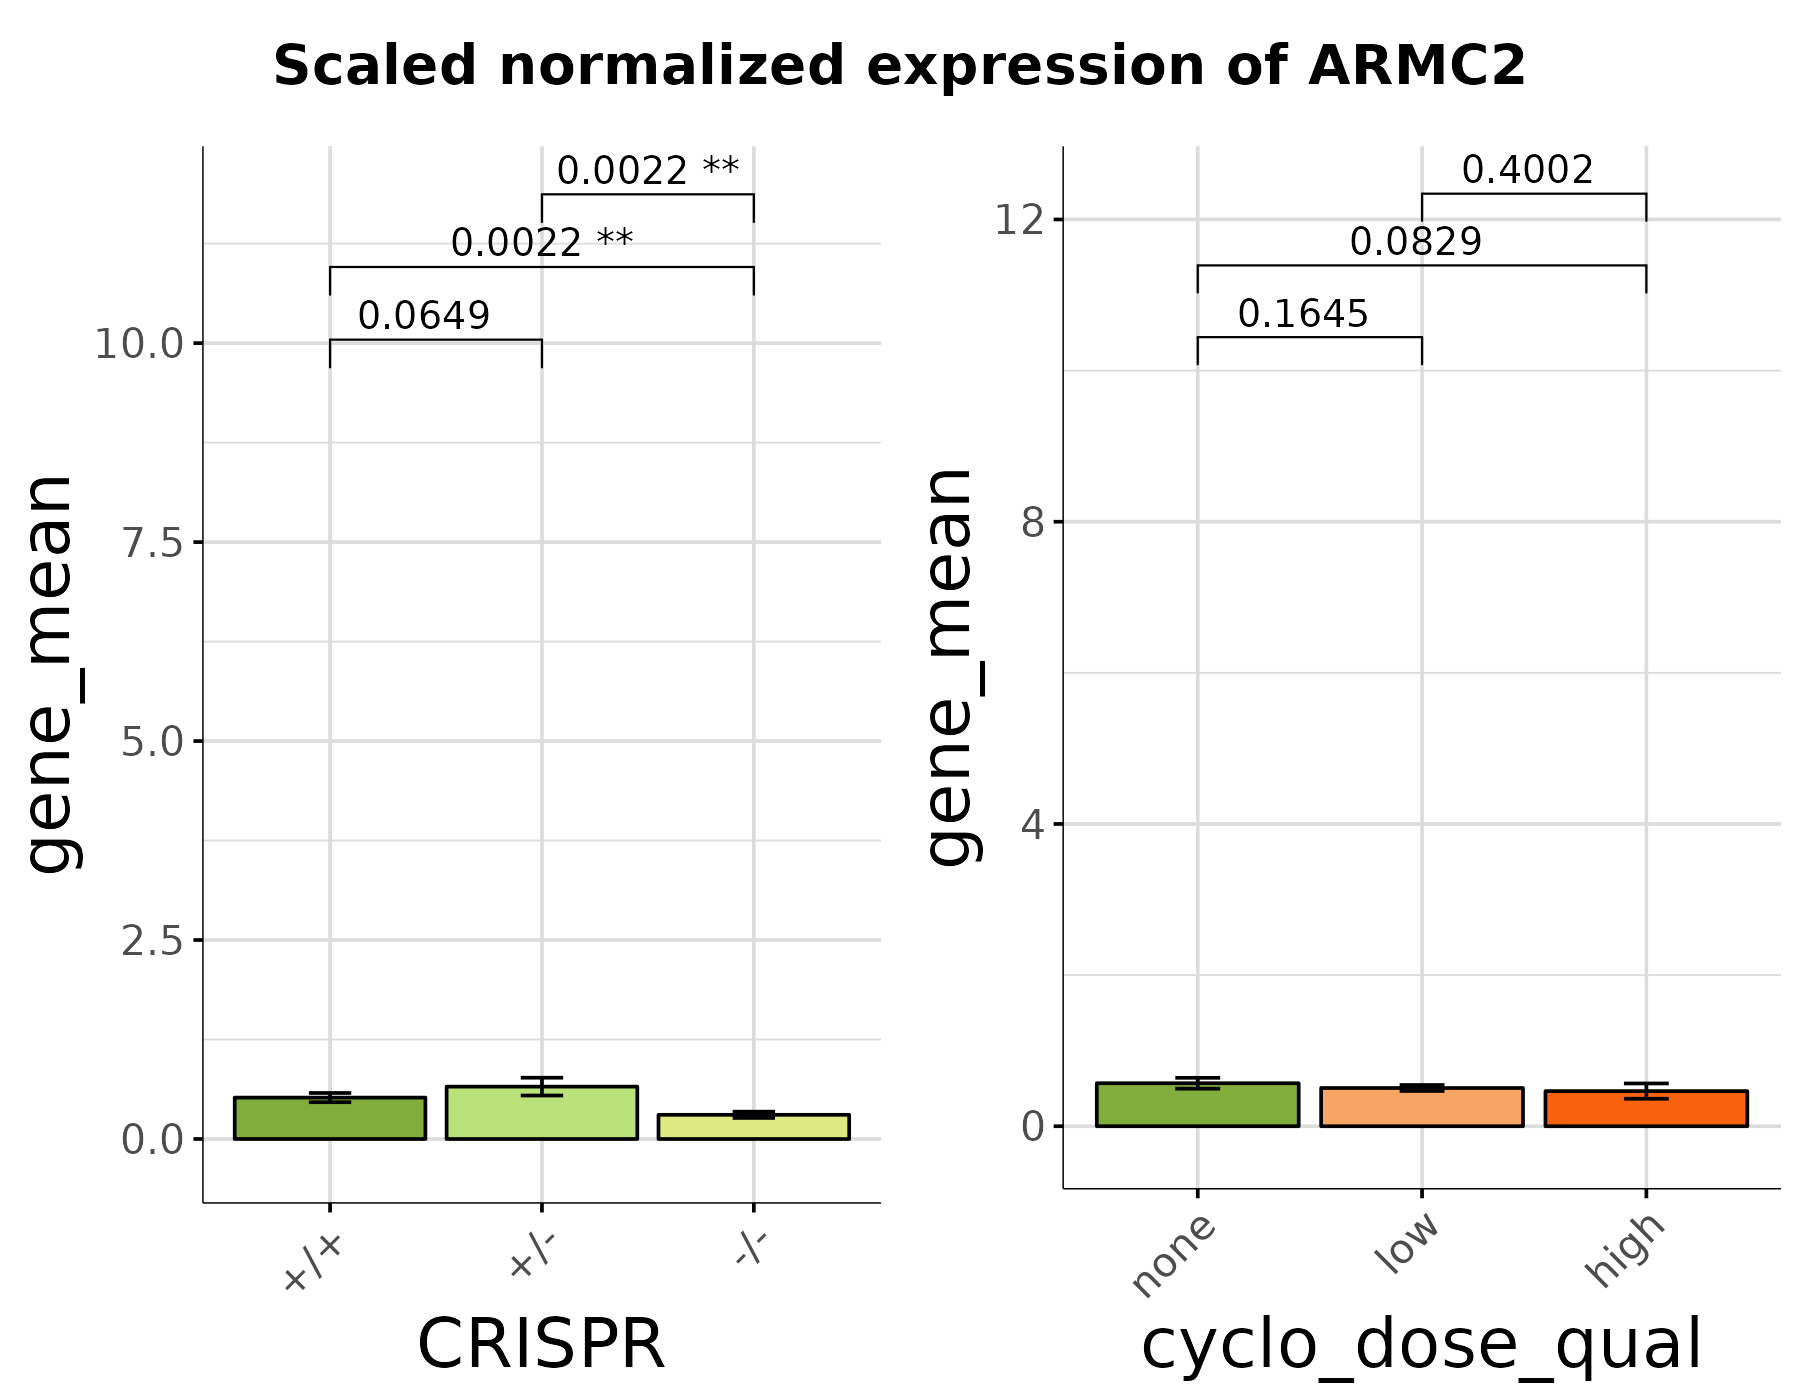 Scaled normalized expression of ARMC2
gene_mean
10.0
7.5
5.0
2.5
0.0
0.0022 **
0.0022 **
0.0649
+/+
+/-
-/-
CRISPR
gene_mean
12
8
4
0
0.4002
0.0829
0.1645
none
low
high
cyclo_dose_qual